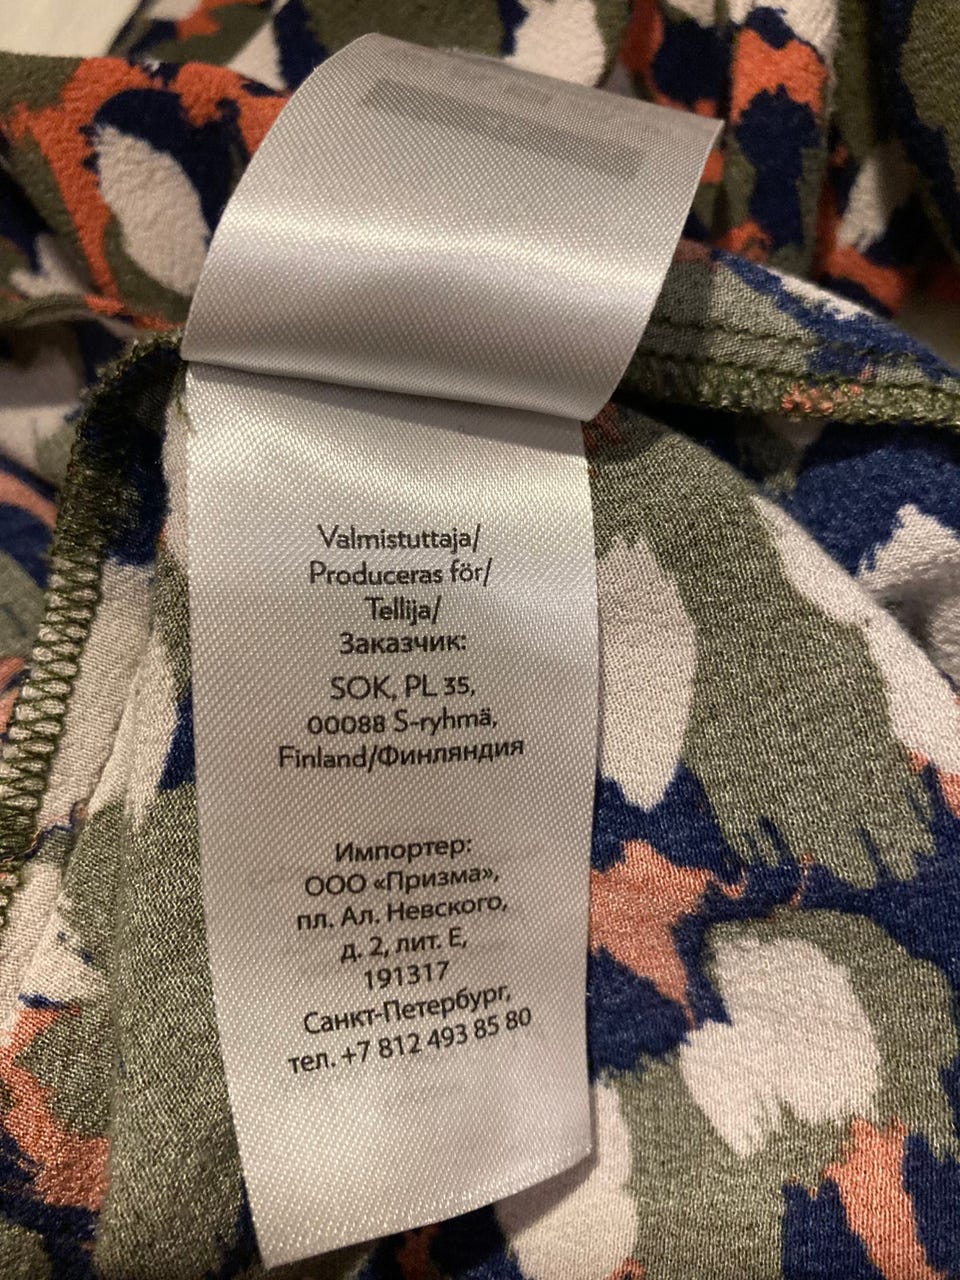 Valmistuttaja/
Produceras för/
Tellija/
Заказчик:
SOK, PL 35,
00088 S-ryhmä,
Finland/Финляндия
Импортер:
ООО «Призма»,
пл. Ал. Невского,
д. 2, лит. Е,
191317
Санкт-Петербург,
тел. +7 812 493 85 80